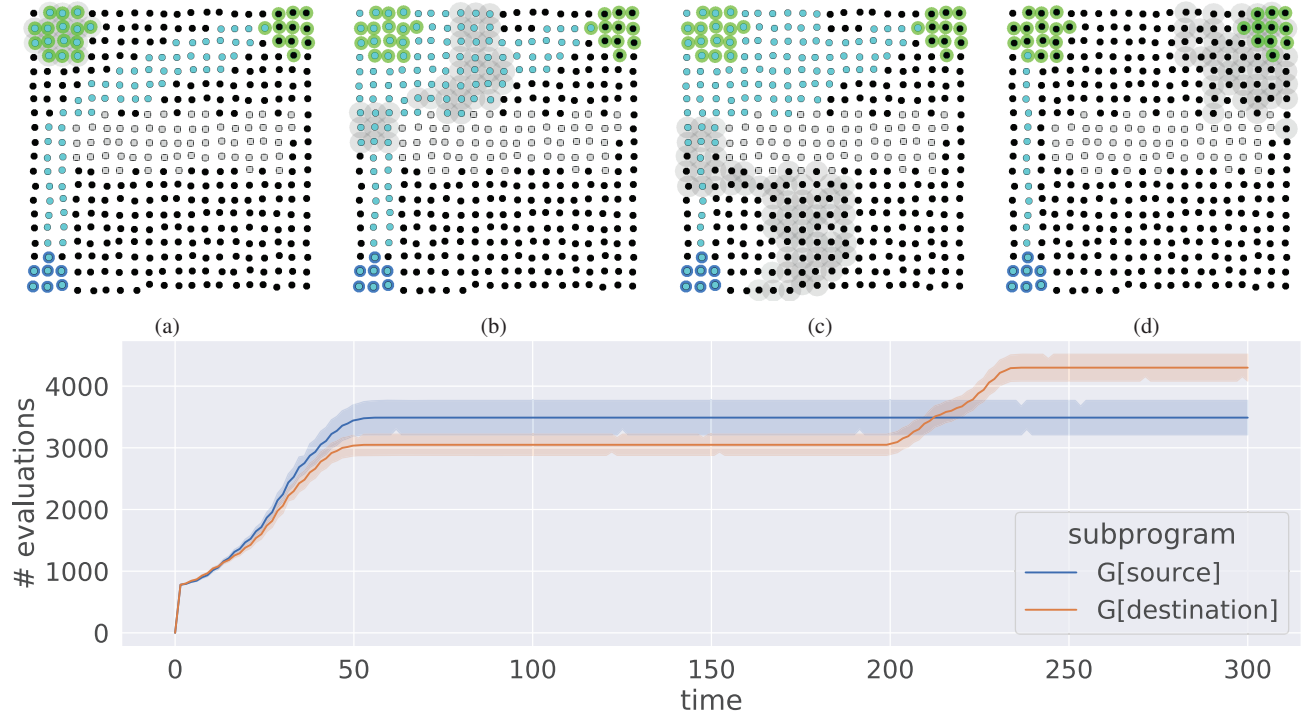 (a) (b) (c) (d)
4000
3000
2000
1000
0
# evaluations
subprogram
G[source]
G[destination]
0 50 100 150 200 250 300
time